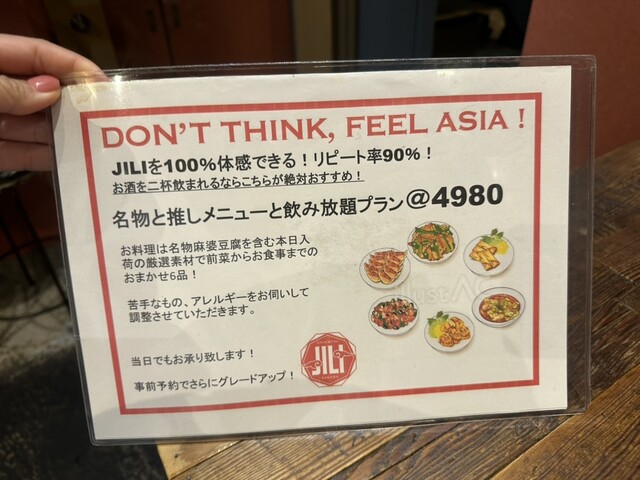 DON'T THINK, FEEL ASIA !
JILIを100%体感できる！リピート率90%！
お酒を二杯飲まれるならこちらが絶対おすすめ！
名物と推しメニューと飲み放題プラン＠4980
お料理は名物麻婆豆腐を含む本日入
荷の厳選素材で前菜からお食事までの
おまかせ6品！
苦手なもの、アレルギーをお伺いして
調整させていただきます。
当日でもお承り致します！
事前予約でさらにグレードアップ！
JILI